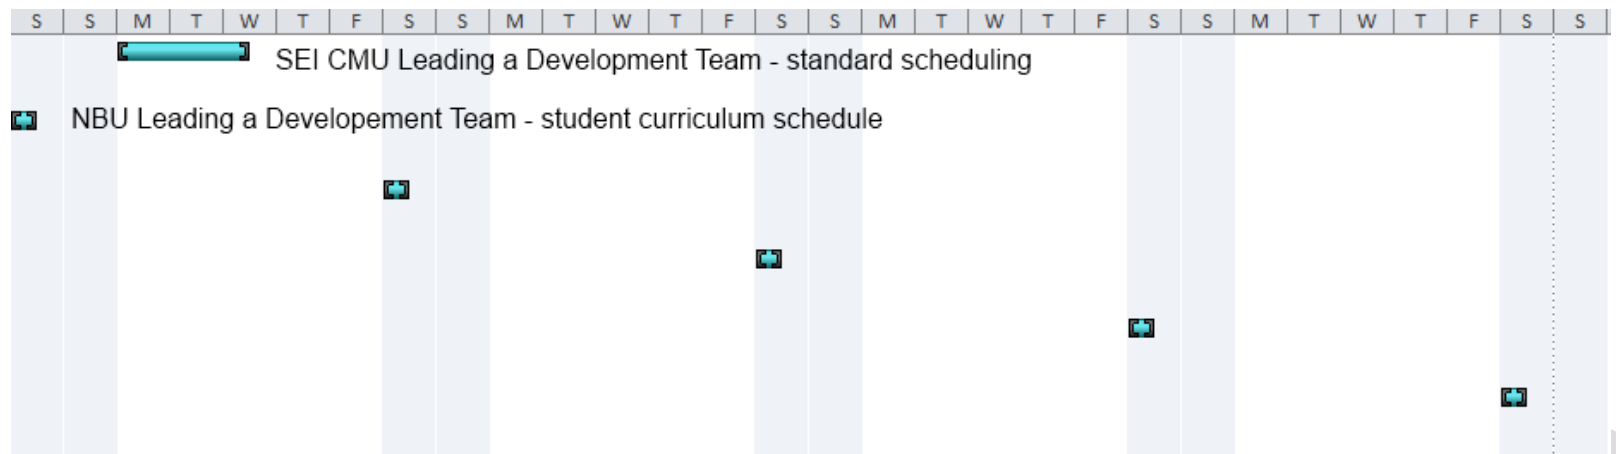 S S M T W T F S S M T W T F S S M T W T F S S M T W T F S S
SEI CMU Leading a Development Team - standard scheduling
NBU Leading a Developement Team - student curriculum schedule